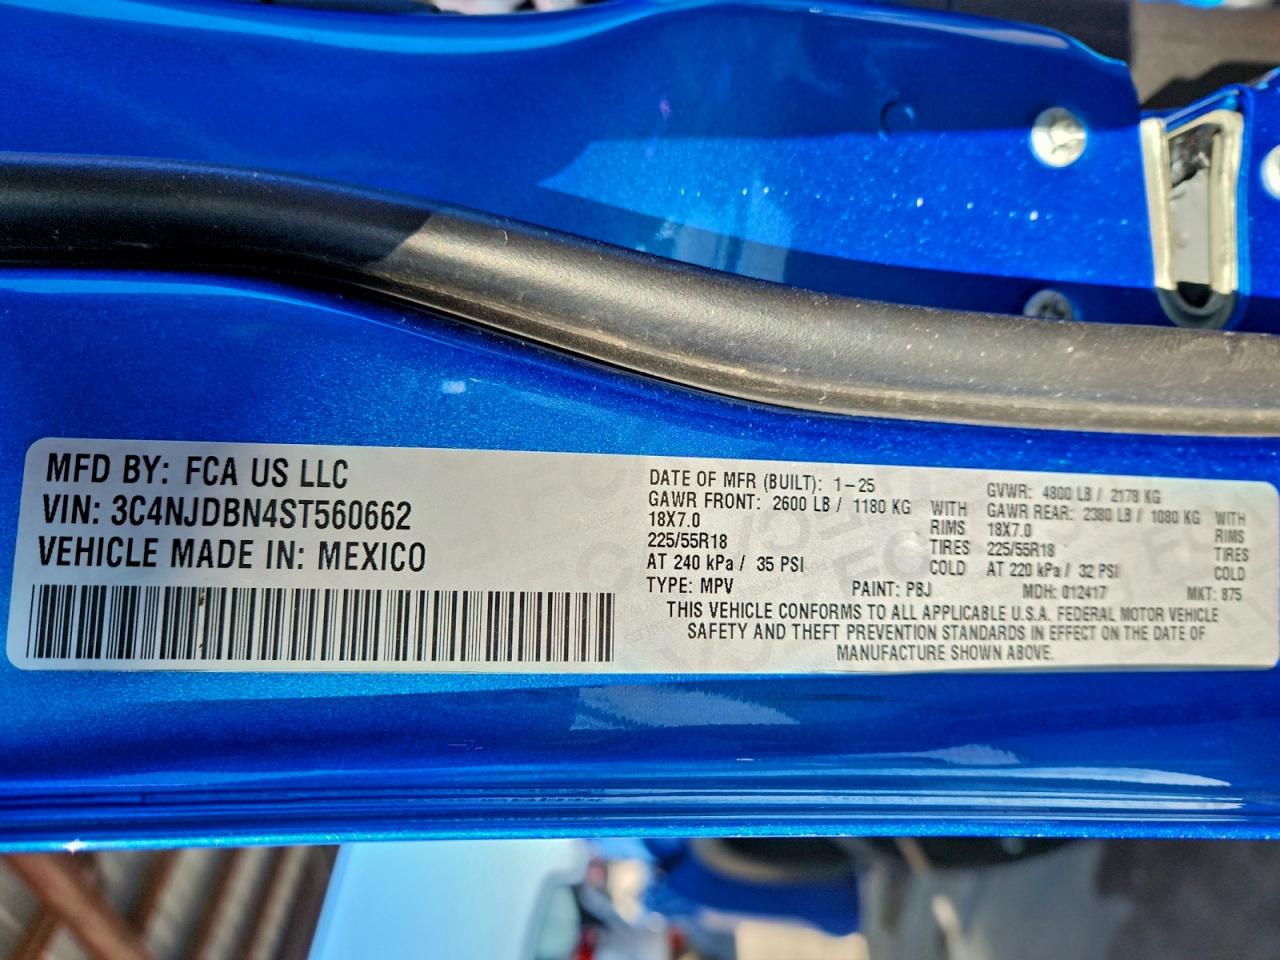 MFD BY: FCA US LLC
VIN: 3C4NJDBN4ST560662
VEHICLE MADE IN: MEXICO
DATE OF MFR (BUILT): 1-25 GVWR: 4800 LB / 2178 KG
GAWR FRONT: 2600 LB / 1180 KG WITH GAWR REAR: 2380 LB / 1080 KG WITH
18X7.0 RIMS 18X7.0 RIMS
225/55R18 TIRES 225/55R18 TIRES
AT 240 kPa / 35 PSI COLD AT 220 kPa / 32 PSI COLD
TYPE: MPV PAINT: PBJ MDH: 012417 MKT: 875
THIS VEHICLE CONFORMS TO ALL APPLICABLE U.S.A. FEDERAL MOTOR VEHICLE
SAFETY AND THEFT PREVENTION STANDARDS IN EFFECT ON THE DATE OF
MANUFACTURE SHOWN ABOVE.